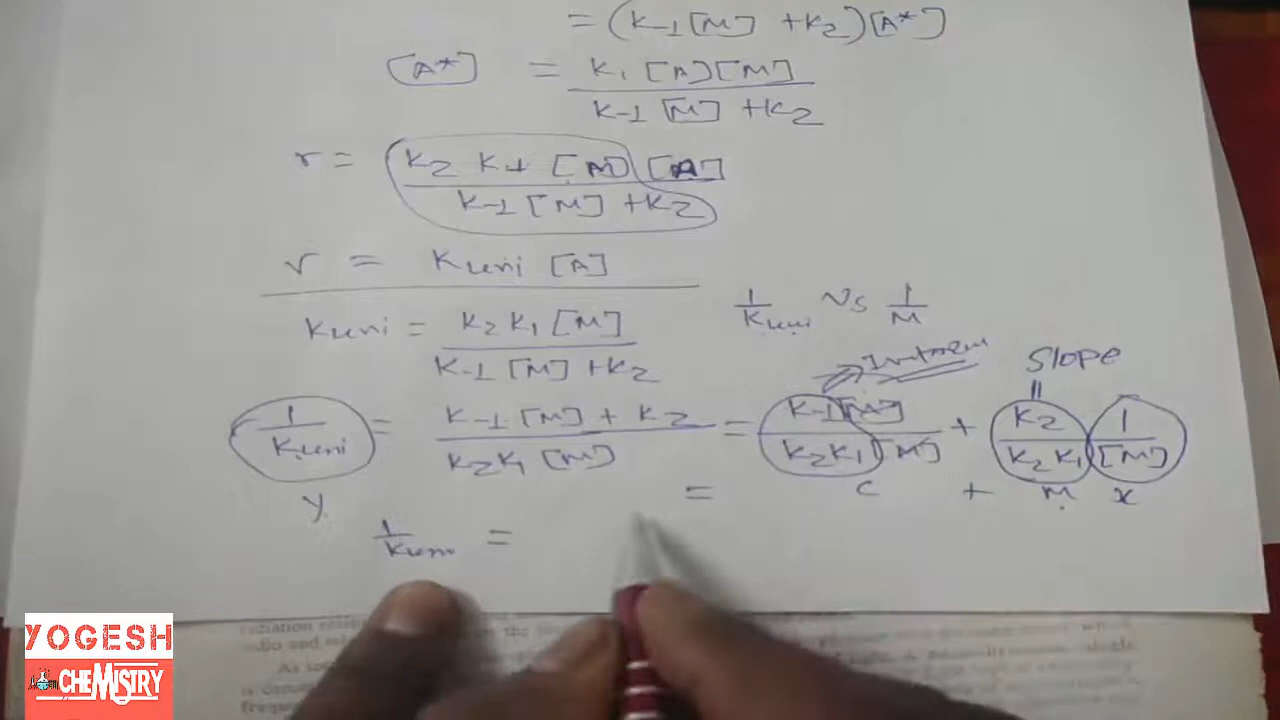 = (K-1 [M] + K2) [A*]
[A*] = K1 [A][M] / K-1 [M] + K2
r = K2 K1 [M] [A] / K-1 [M] + K2
r = Kuni [A]
Kuni = K2 K1 [M] / K-1 [M] + K2
1/Kuni Vs 1/M
Slope
1/Kuni = K-1 [M] + K2 / K2 K1 [M] = K-1 [M] / K2 K1 [M] + K2 / K2 K1 1/[M]
y = c + m x
1/Kuni =
YOGESH
CHEMISTRY